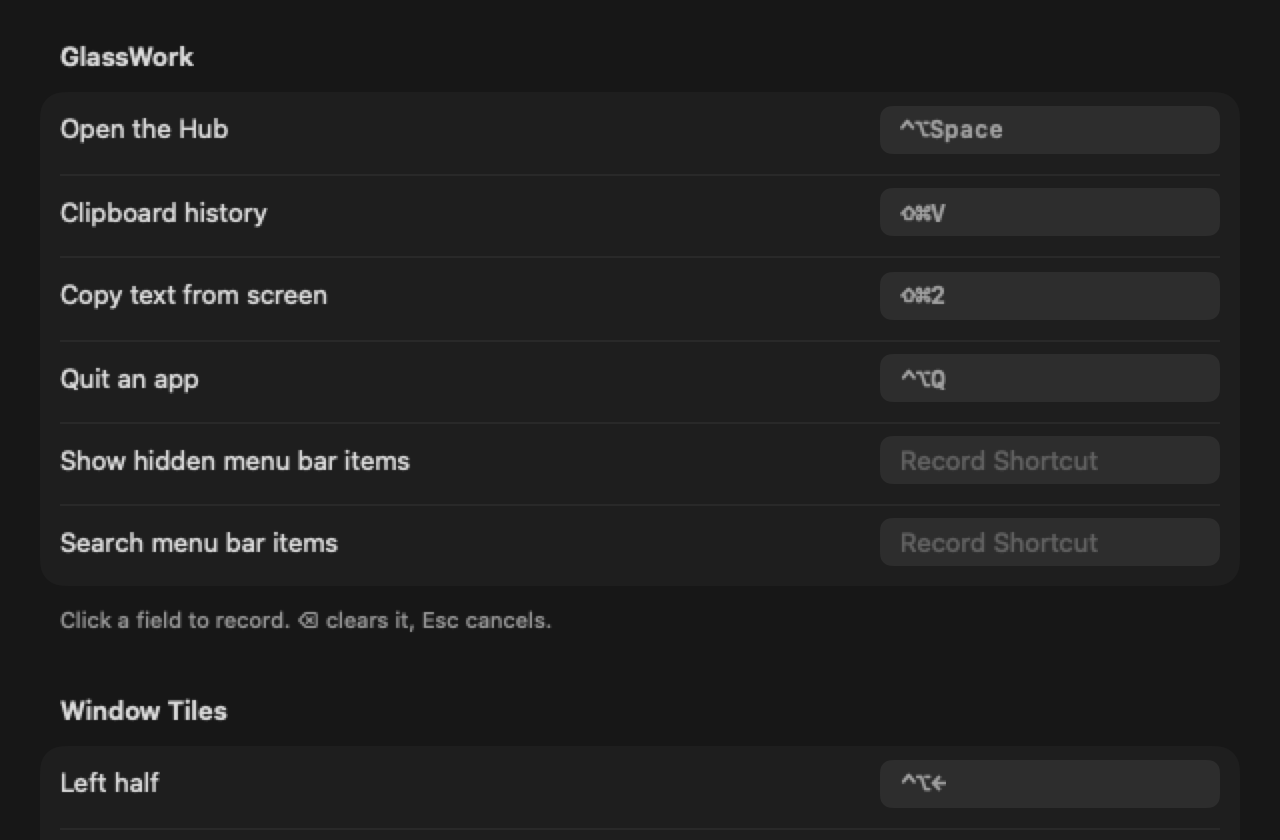 GlassWork
Open the Hub
⌃⌥Space
Clipboard history
⇧⌘V
Copy text from screen
⇧⌘2
Quit an app
⌃⌥Q
Show hidden menu bar items
Record Shortcut
Search menu bar items
Record Shortcut
Click a field to record. ⌫ clears it, Esc cancels.
Window Tiles
Left half
⌃⌥←